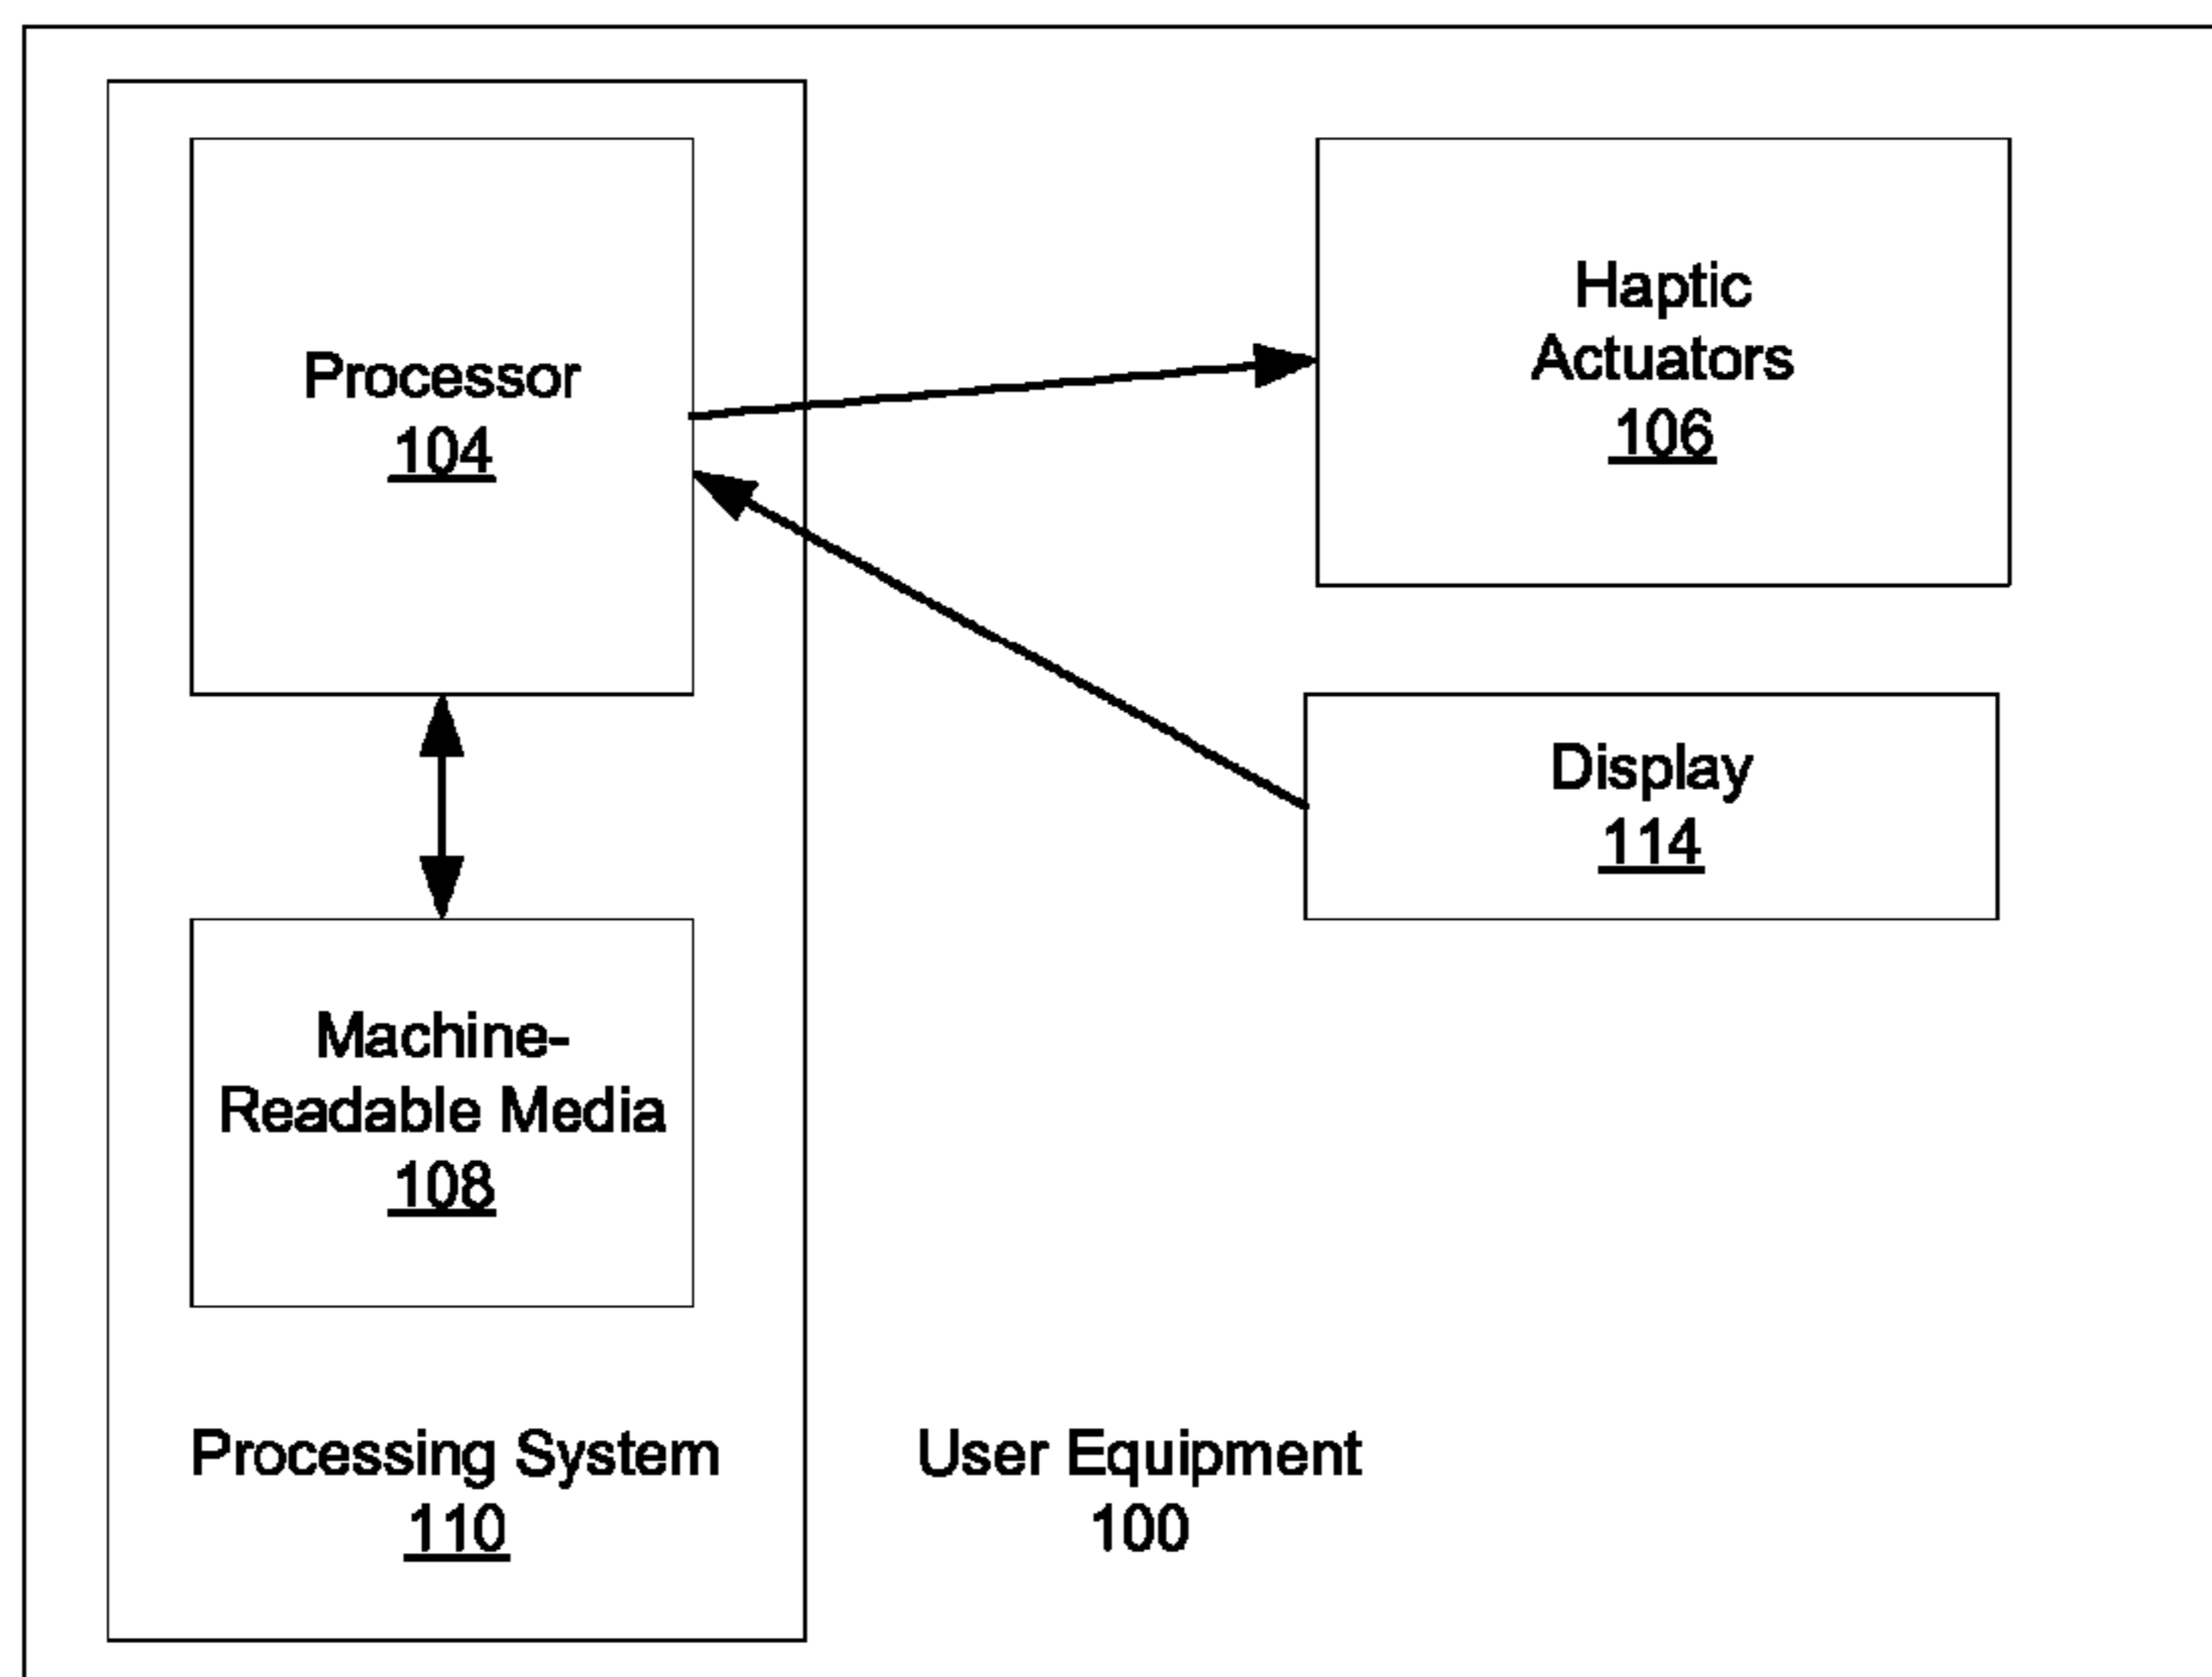 Processor
104
Haptic
Actuators
106
Display
114
Machine-
Readable Media
108
Processing System
110
User Equipment
100